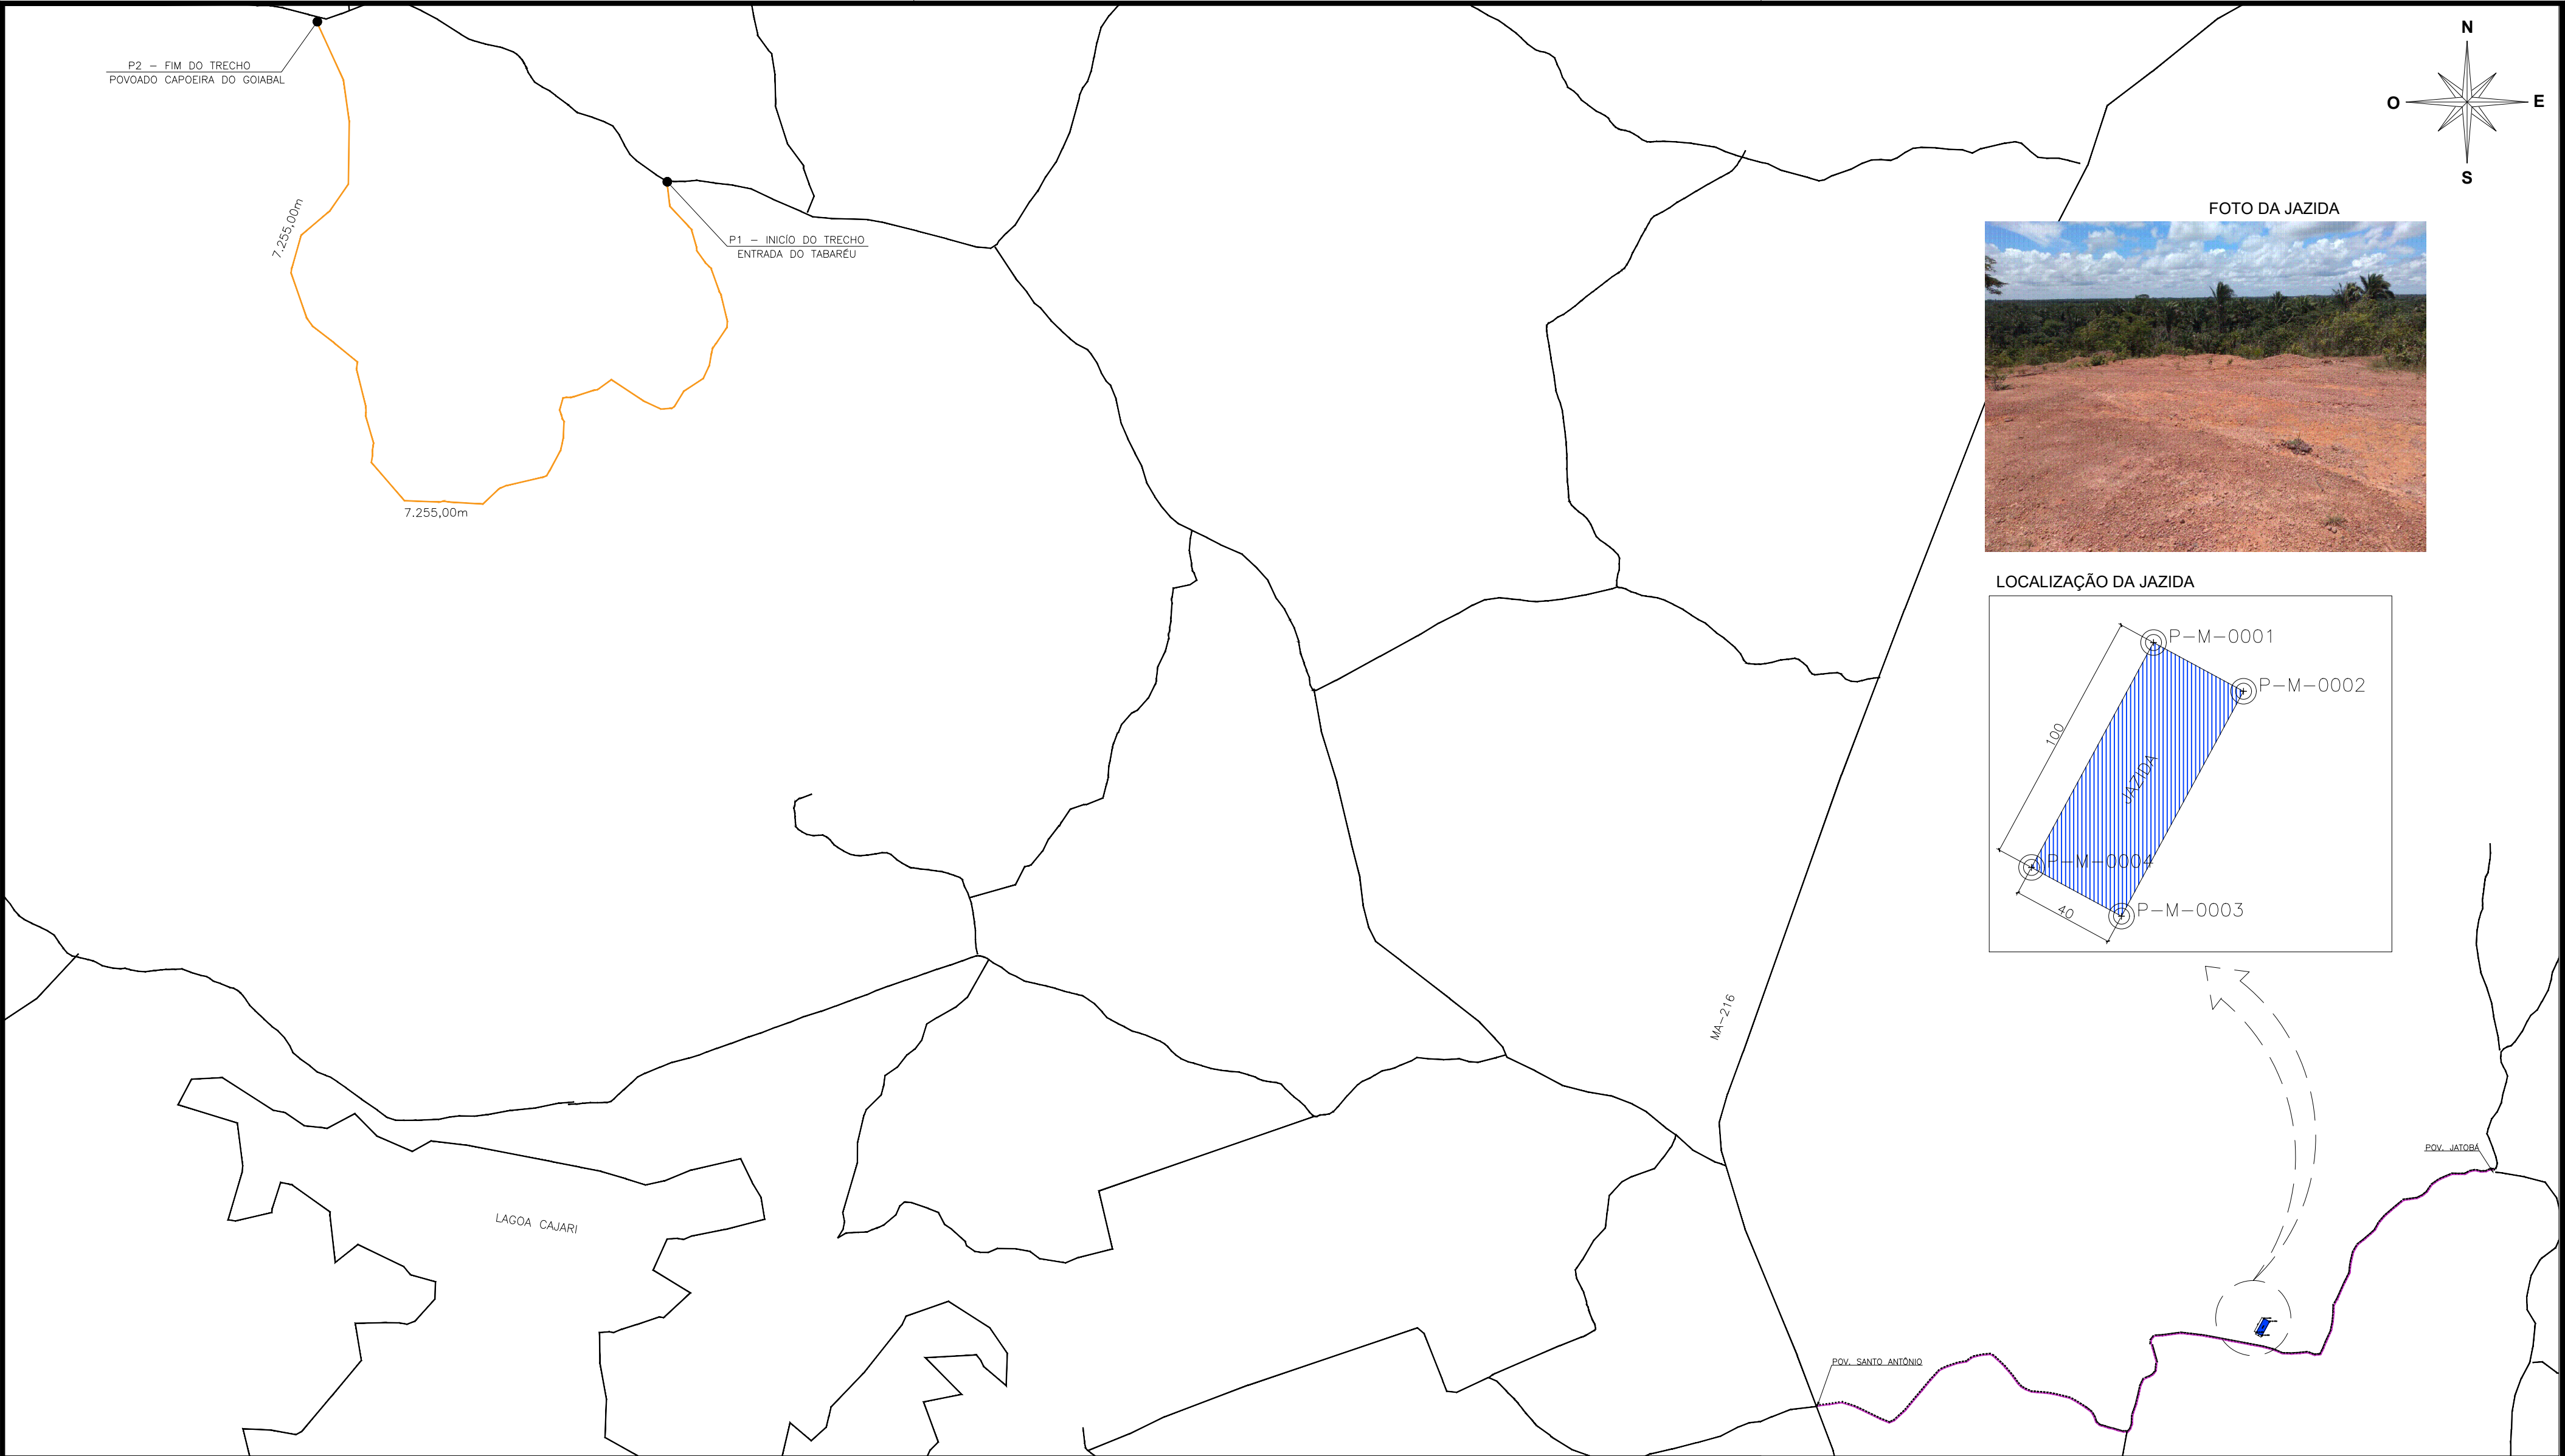 P2 – FIM DO TRECHO
POVOADO CAPOEIRA DO GOIABAL
7.255,00m
P1 – INICÍO DO TRECHO
ENTRADA DO TABARÉU
7.255,00m
N
O
E
S
FOTO DA JAZIDA
LOCALIZAÇÃO DA JAZIDA
P-M-0001
P-M-0002
100
JAZIDA
P-M-0004
40
P-M-0003
MA-216
POV. JATOBÁ
LAGOA CAJARI
POV. SANTO ANTÔNIO